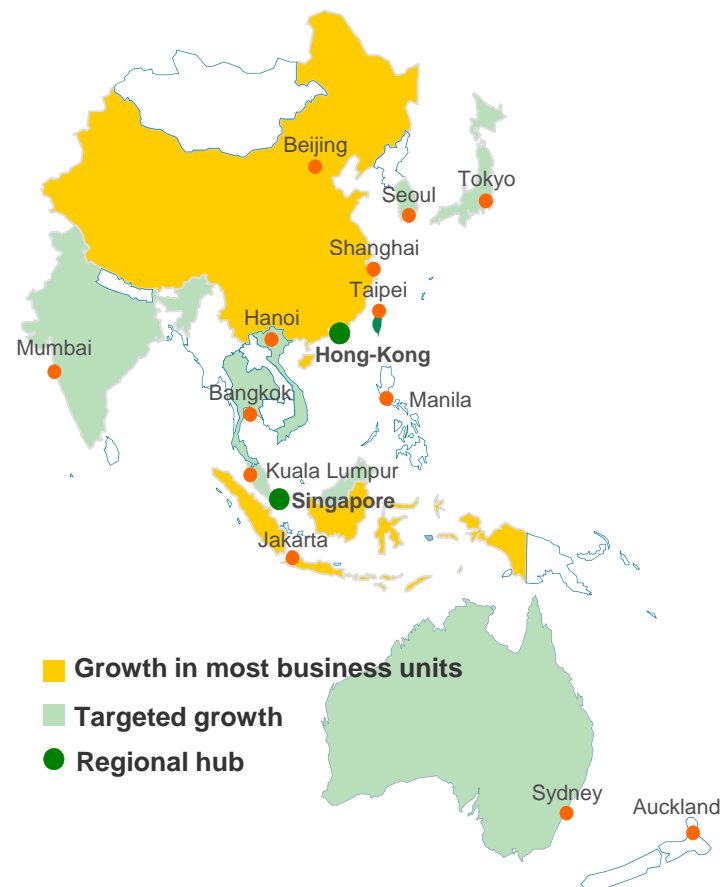 Beijing
Tokyo
Seoul
Shanghai
Taipei
Hanoi
Mumbai
Hong-Kong
Bangkok
Manila
Kuala Lumpur
Singapore
Jakarta
Growth in most business units
Targeted growth
Regional hub
Sydney
Auckland